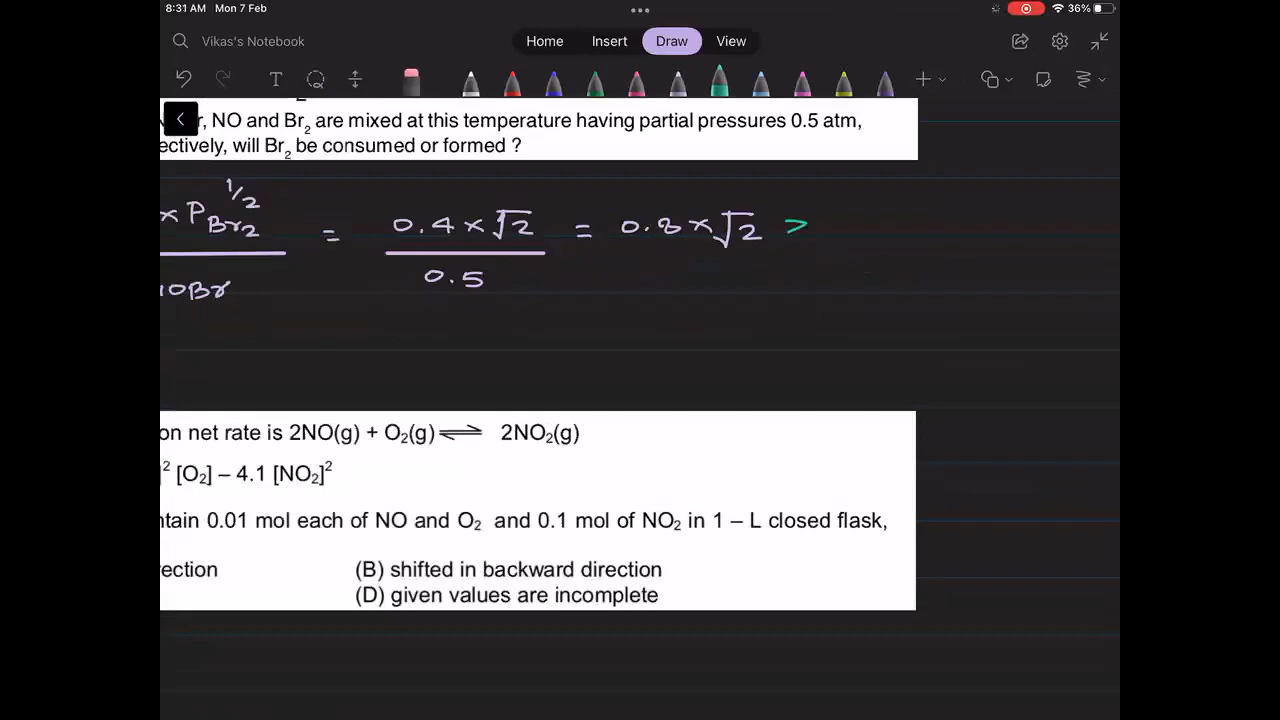 8:31 AM Mon 7 Feb
36%
Vikas's Notebook
Home Insert Draw View
r, NO and Br₂ are mixed at this temperature having partial pressures 0.5 atm,
ectively, will Br₂ be consumed or formed ?
x P_Br₂^1/2 / OBr = 0.4 x √2 / 0.5 = 0.8 x √2 >
on net rate is 2NO(g) + O₂(g) ⇌ 2NO₂(g)
² [O₂] – 4.1 [NO₂]²
ntain 0.01 mol each of NO and O₂ and 0.1 mol of NO₂ in 1 – L closed flask,
rection (B) shifted in backward direction
(D) given values are incomplete